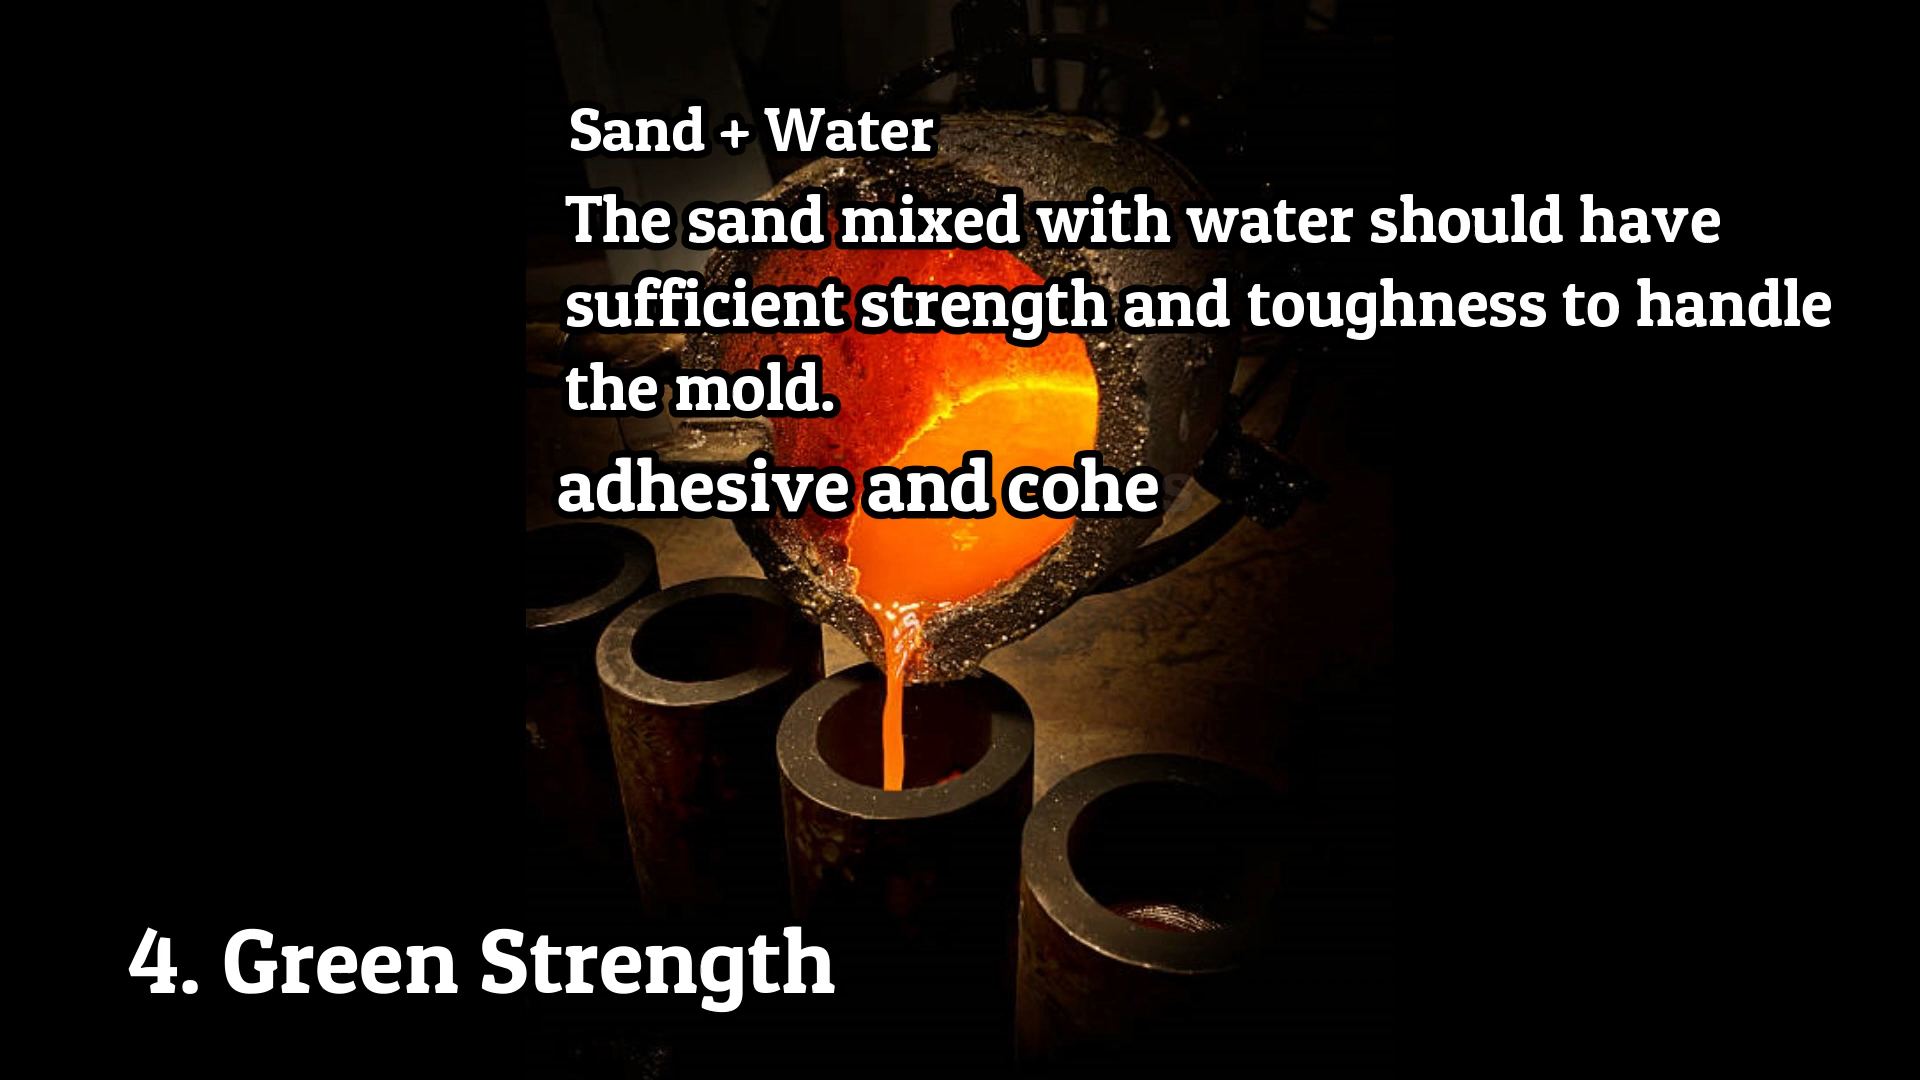 Sand + Water
The sand mixed with water should have
sufficient strength and toughness to handle
the mold.
adhesive and cohes
4. Green Strength